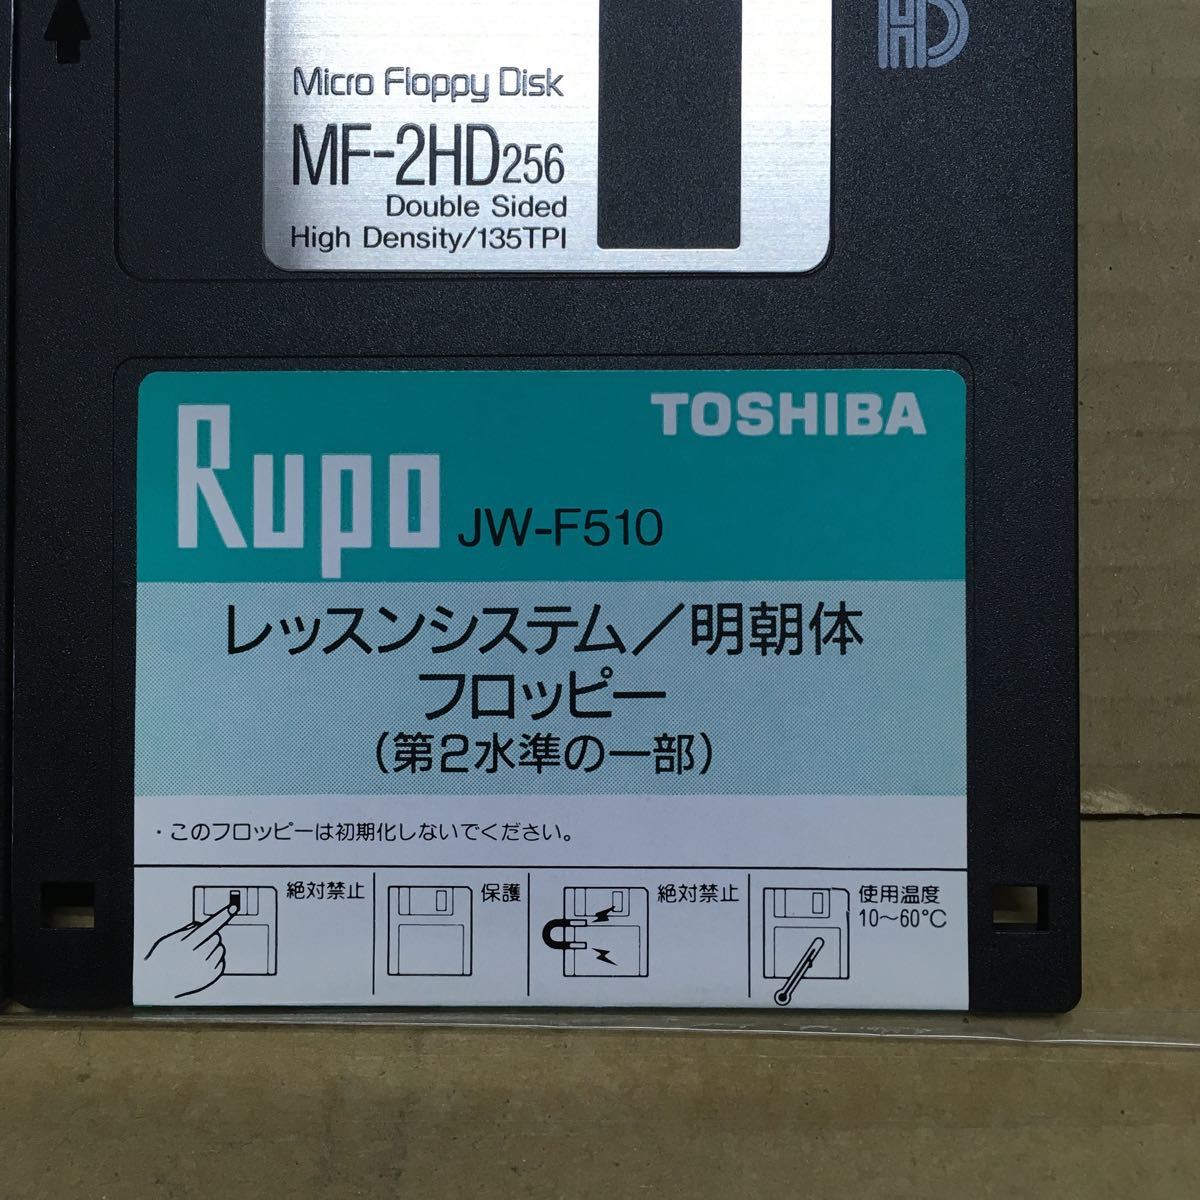 HD
Micro Floppy Disk
MF-2HD256
Double Sided
High Density/135TPI
TOSHIBA
Rupo JW-F510
レッスンシステム／明朝体
フロッピー
（第2水準の一部）
・このフロッピーは初期化しないでください。
絶対禁止
保護
絶対禁止
使用温度
10〜60℃